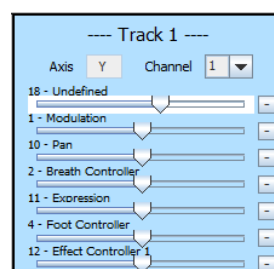 ---- Track 1 ----
Axis Y Channel 1
18 - Undefined
-
1 - Modulation
-
10 - Pan
-
2 - Breath Controller
-
11 - Expression
-
4 - Foot Controller
-
12 - Effect Controller 1
-